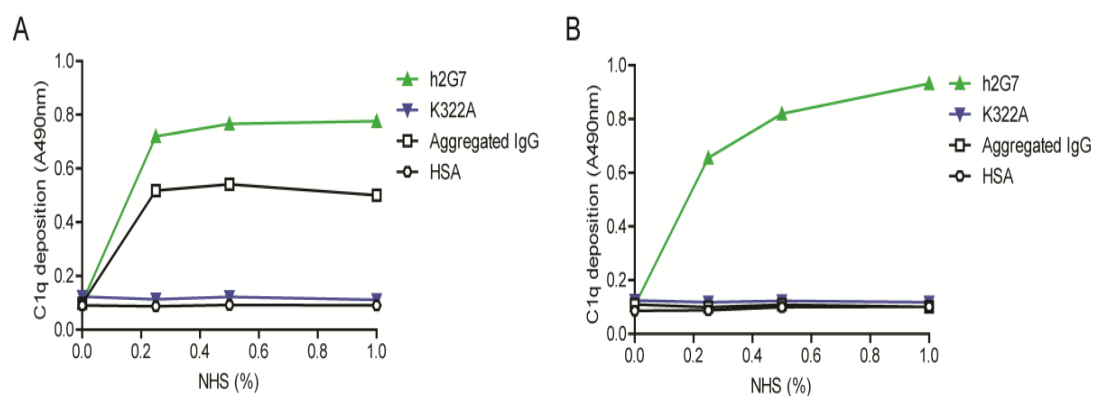 A
C1q deposition (A490nm)
1.0
0.8
0.6
0.4
0.2
0.0
0.0 0.2 0.4 0.6 0.8 1.0
NHS (%)
h2G7
K322A
Aggregated IgG
HSA
B
C1q deposition (A490nm)
1.0
0.8
0.6
0.4
0.2
0.0
0.0 0.2 0.4 0.6 0.8 1.0
NHS (%)
h2G7
K322A
Aggregated IgG
HSA